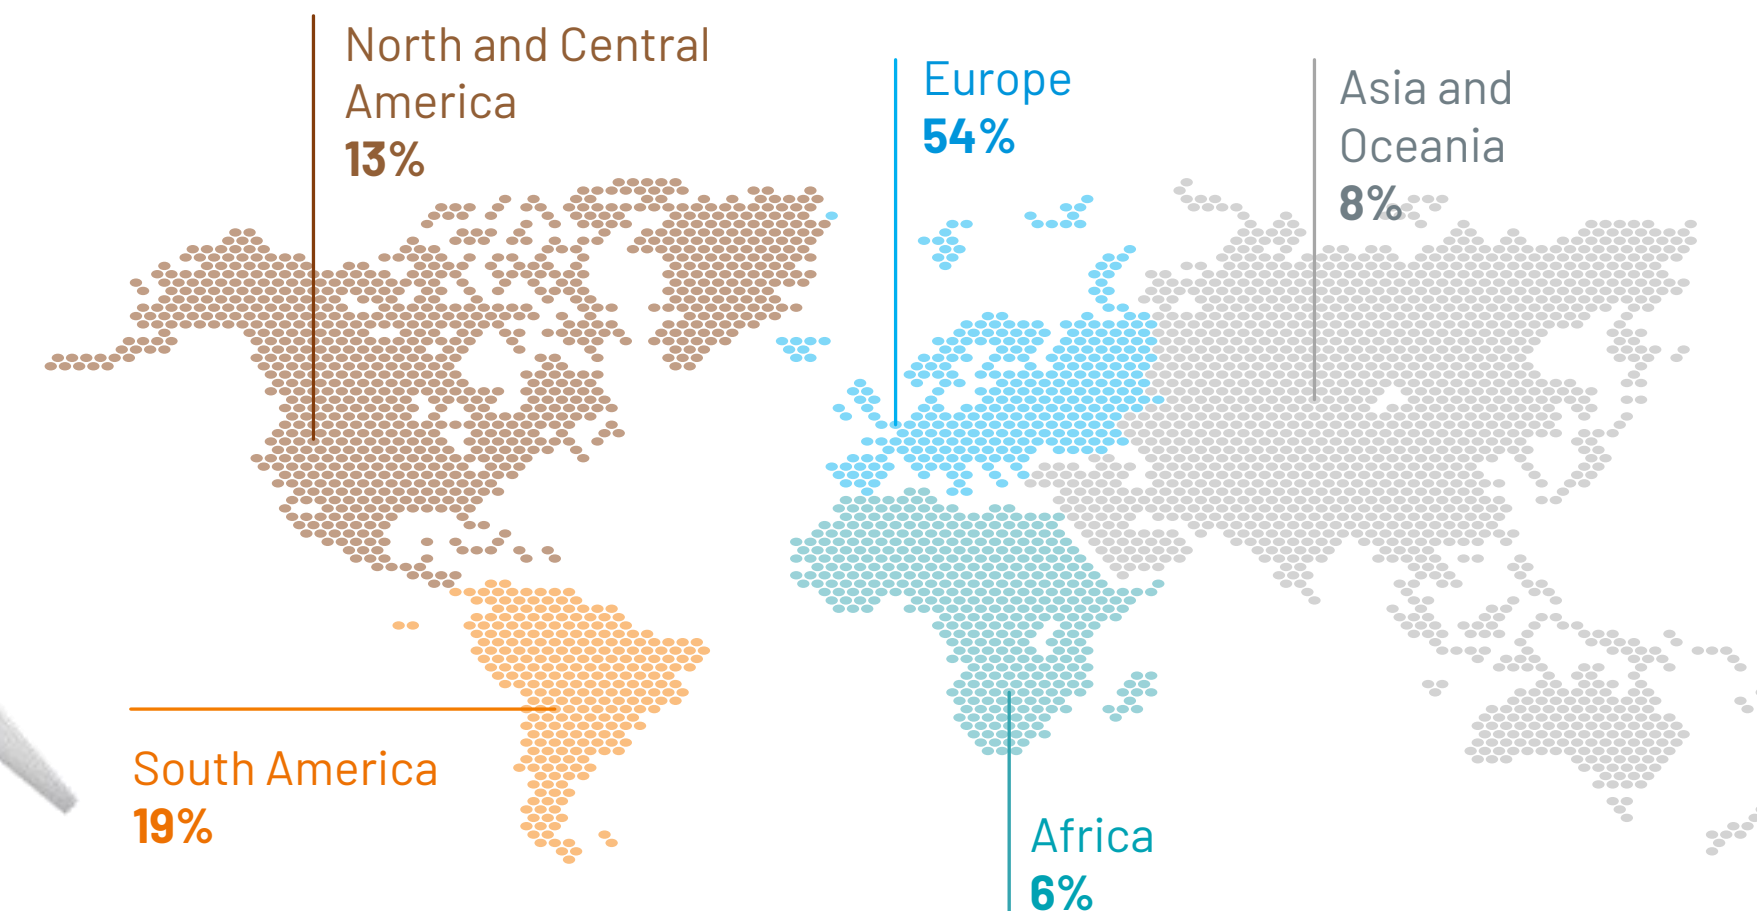 North and Central
America
13%
Europe
54%
Asia and
Oceania
8%
South America
19%
Africa
6%